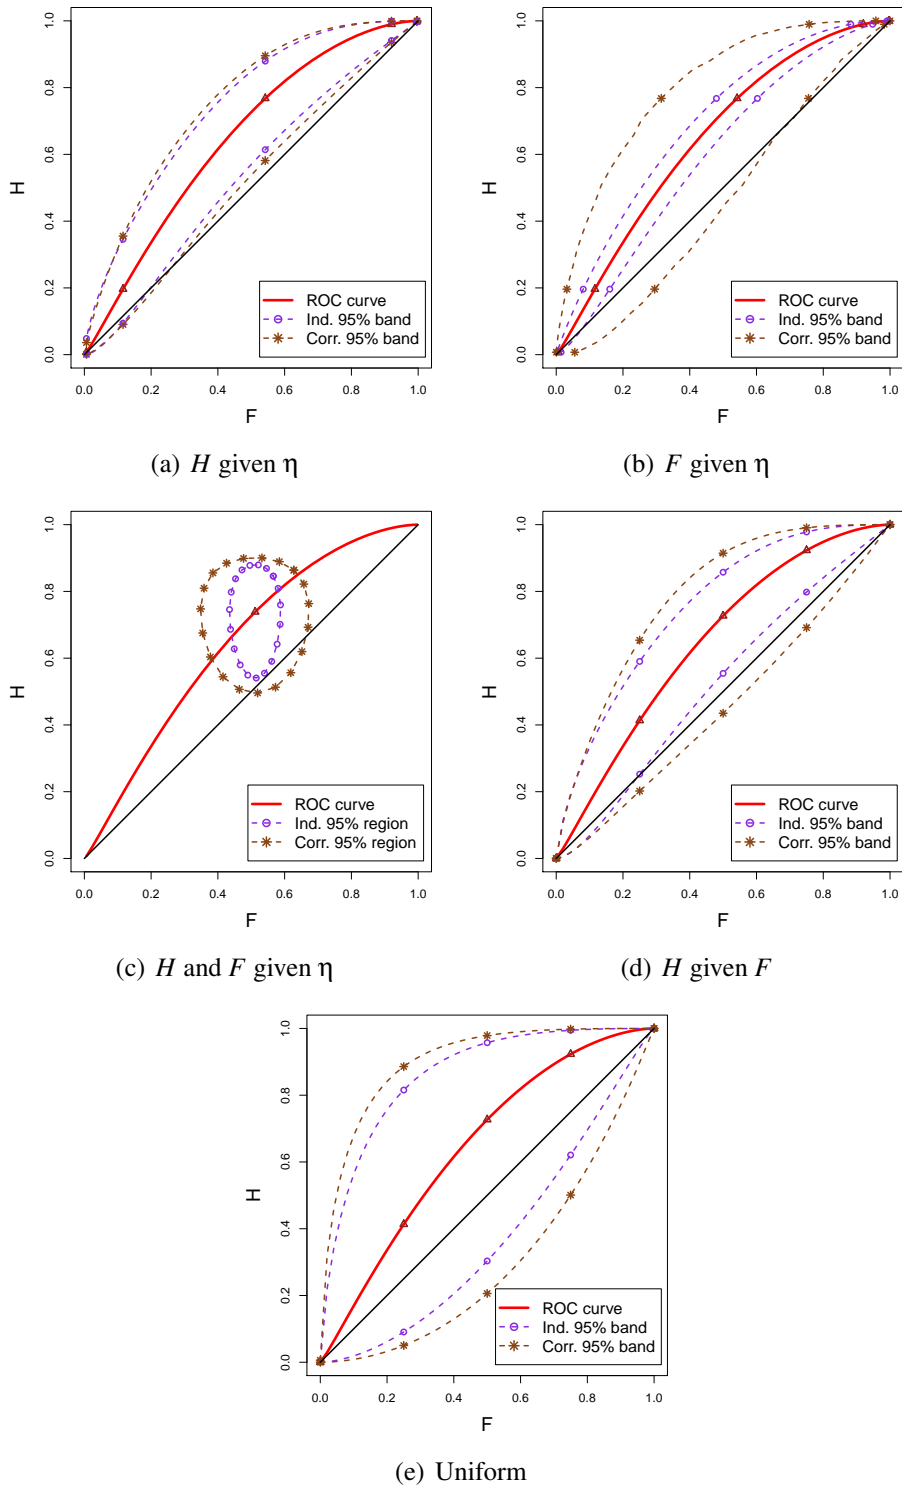 1.0
0.8
0.6
0.4
0.2
0.0
H
ROC curve
Ind. 95% band
Corr. 95% band
0.0 0.2 0.4 0.6 0.8 1.0
F
(a) H given η
1.0
0.8
0.6
0.4
0.2
0.0
H
ROC curve
Ind. 95% band
Corr. 95% band
0.0 0.2 0.4 0.6 0.8 1.0
F
(b) F given η
1.0
0.8
0.6
0.4
0.2
0.0
H
ROC curve
Ind. 95% region
Corr. 95% region
0.0 0.2 0.4 0.6 0.8 1.0
F
(c) H and F given η
1.0
0.8
0.6
0.4
0.2
0.0
H
ROC curve
Ind. 95% band
Corr. 95% band
0.0 0.2 0.4 0.6 0.8 1.0
F
(d) H given F
1.0
0.8
0.6
0.4
0.2
0.0
H
ROC curve
Ind. 95% band
Corr. 95% band
0.0 0.2 0.4 0.6 0.8 1.0
F
(e) Uniform